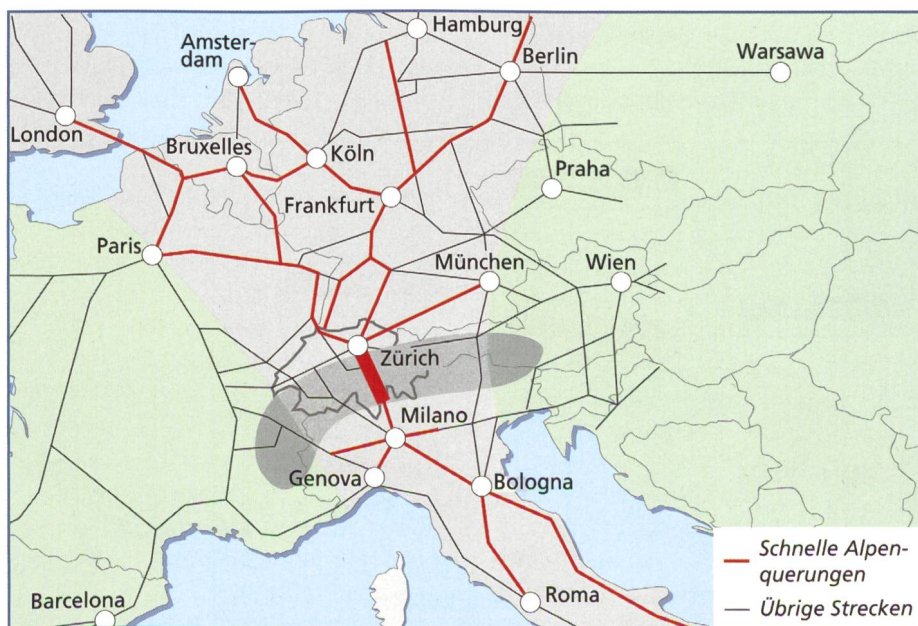 Hamburg
Amster-
dam
Berlin
Warsawa
London
Bruxelles
Köln
Praha
Frankfurt
Paris
München
Wien
Zürich
Milano
Genova
Bologna
Schnelle Alpen-
querungen
Barcelona
Roma
Übrige Strecken